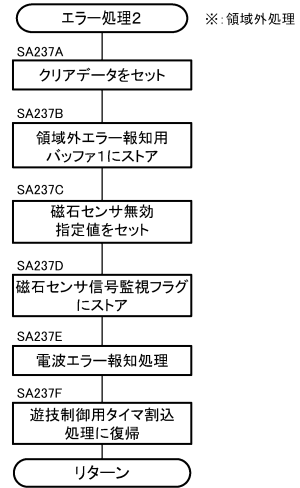 エラー処理2
※:領域外処理
SA237A
クリアデータをセット
SA237B
領域外エラー報知用
バッファ1にストア
SA237C
磁石センサ無効
指定値をセット
SA237D
磁石センサ信号監視フラグ
にストア
SA237E
電波エラー報知処理
SA237F
遊技制御用タイマ割込
処理に復帰
リターン